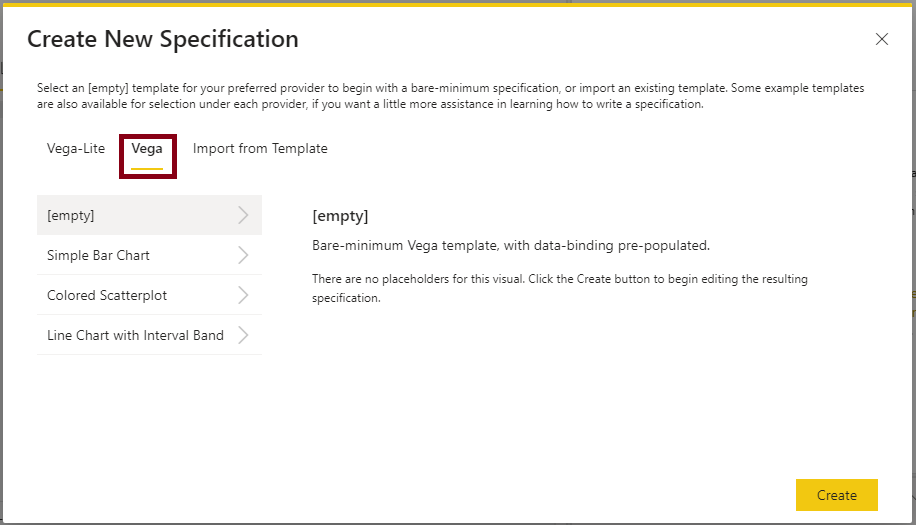 Create New Specification
Select an [empty] template for your preferred provider to begin with a bare-minimum specification, or import an existing template. Some example templates
are also available for selection under each provider, if you want a little more assistance in learning how to write a specification.
Vega-Lite Vega Import from Template
[empty]
Simple Bar Chart
Colored Scatterplot
Line Chart with Interval Band
[empty]
Bare-minimum Vega template, with data-binding pre-populated.
There are no placeholders for this visual. Click the Create button to begin editing the resulting
specification.
Create